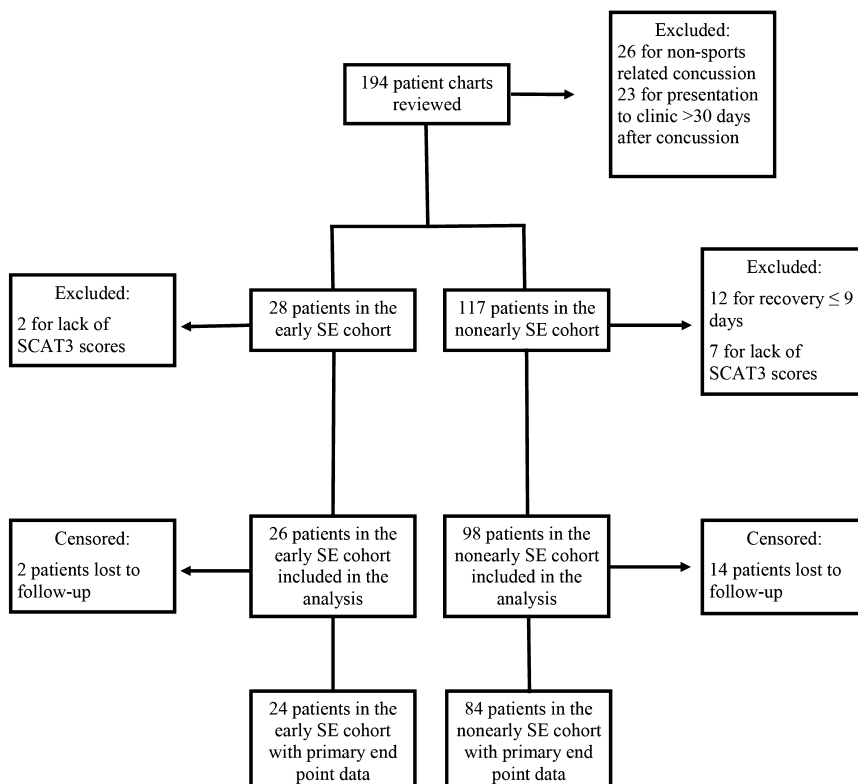 194 patient charts
reviewed
Excluded:
26 for non-sports
related concussion
23 for presentation
to clinic >30 days
after concussion
Excluded:
2 for lack of
SCAT3 scores
28 patients in the
early SE cohort
117 patients in the
nonearly SE cohort
Excluded:
12 for recovery ≤ 9
days
7 for lack of
SCAT3 scores
Censored:
2 patients lost to
follow-up
26 patients in the
early SE cohort
included in the
analysis
98 patients in the
nonearly SE cohort
included in the
analysis
Censored:
14 patients lost to
follow-up
24 patients in the
early SE cohort
with primary end
point data
84 patients in the
nonearly SE cohort
with primary end
point data